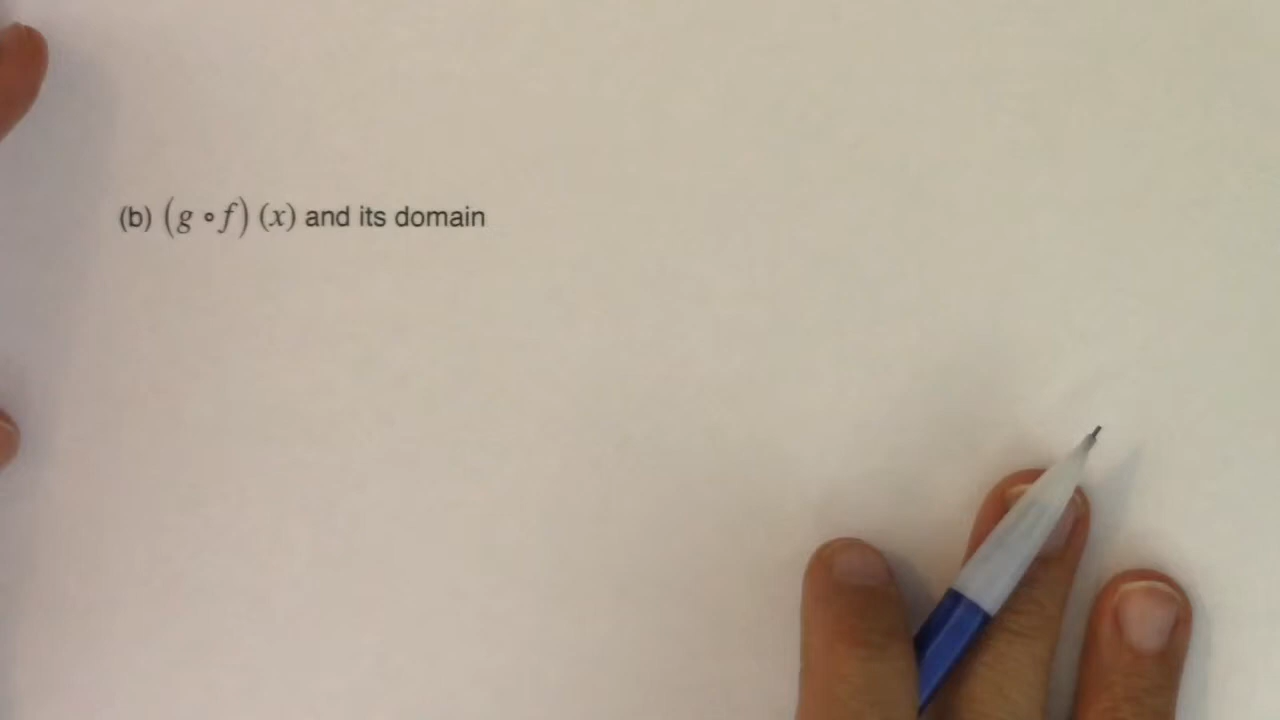 (b) (g ∘ f) (x) and its domain